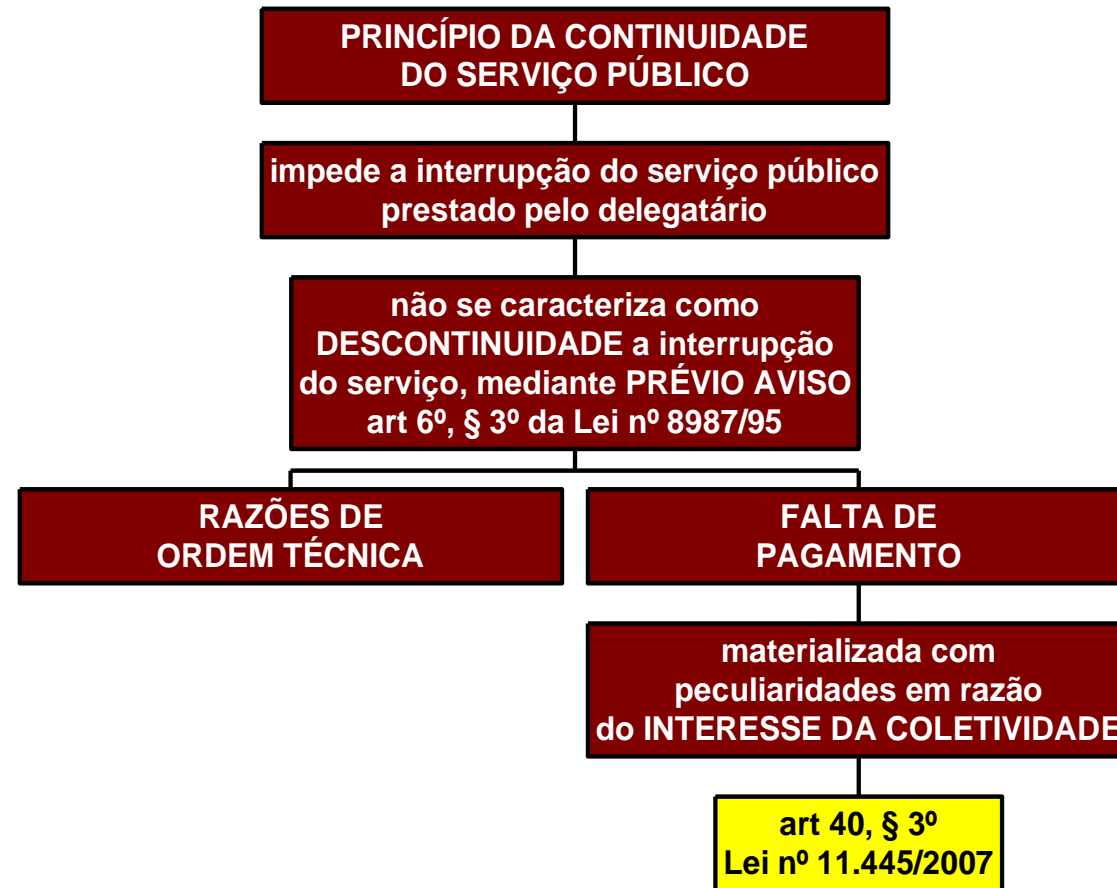 PRINCÍPIO DA CONTINUIDADE
DO SERVIÇO PÚBLICO
impede a interrupção do serviço público
prestado pelo delegatário
não se caracteriza como
DESCONTINUIDADE a interrupção
do serviço, mediante PRÉVIO AVISO
art 6º, § 3º da Lei nº 8987/95
RAZÕES DE
ORDEM TÉCNICA
FALTA DE
PAGAMENTO
materializada com
peculiaridades em razão
do INTERESSE DA COLETIVIDADE
art 40, § 3º
Lei nº 11.445/2007